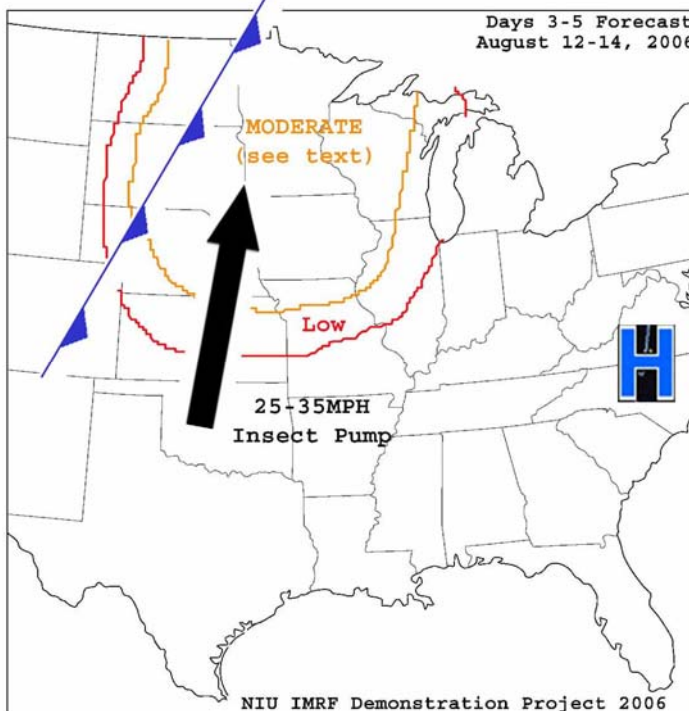 Days 3-5 Forecast
August 12-14, 2006
MODERATE
(see text)
Low
25-35MPH
Insect Pump
H
NIU IMRF Demonstration Project 2006